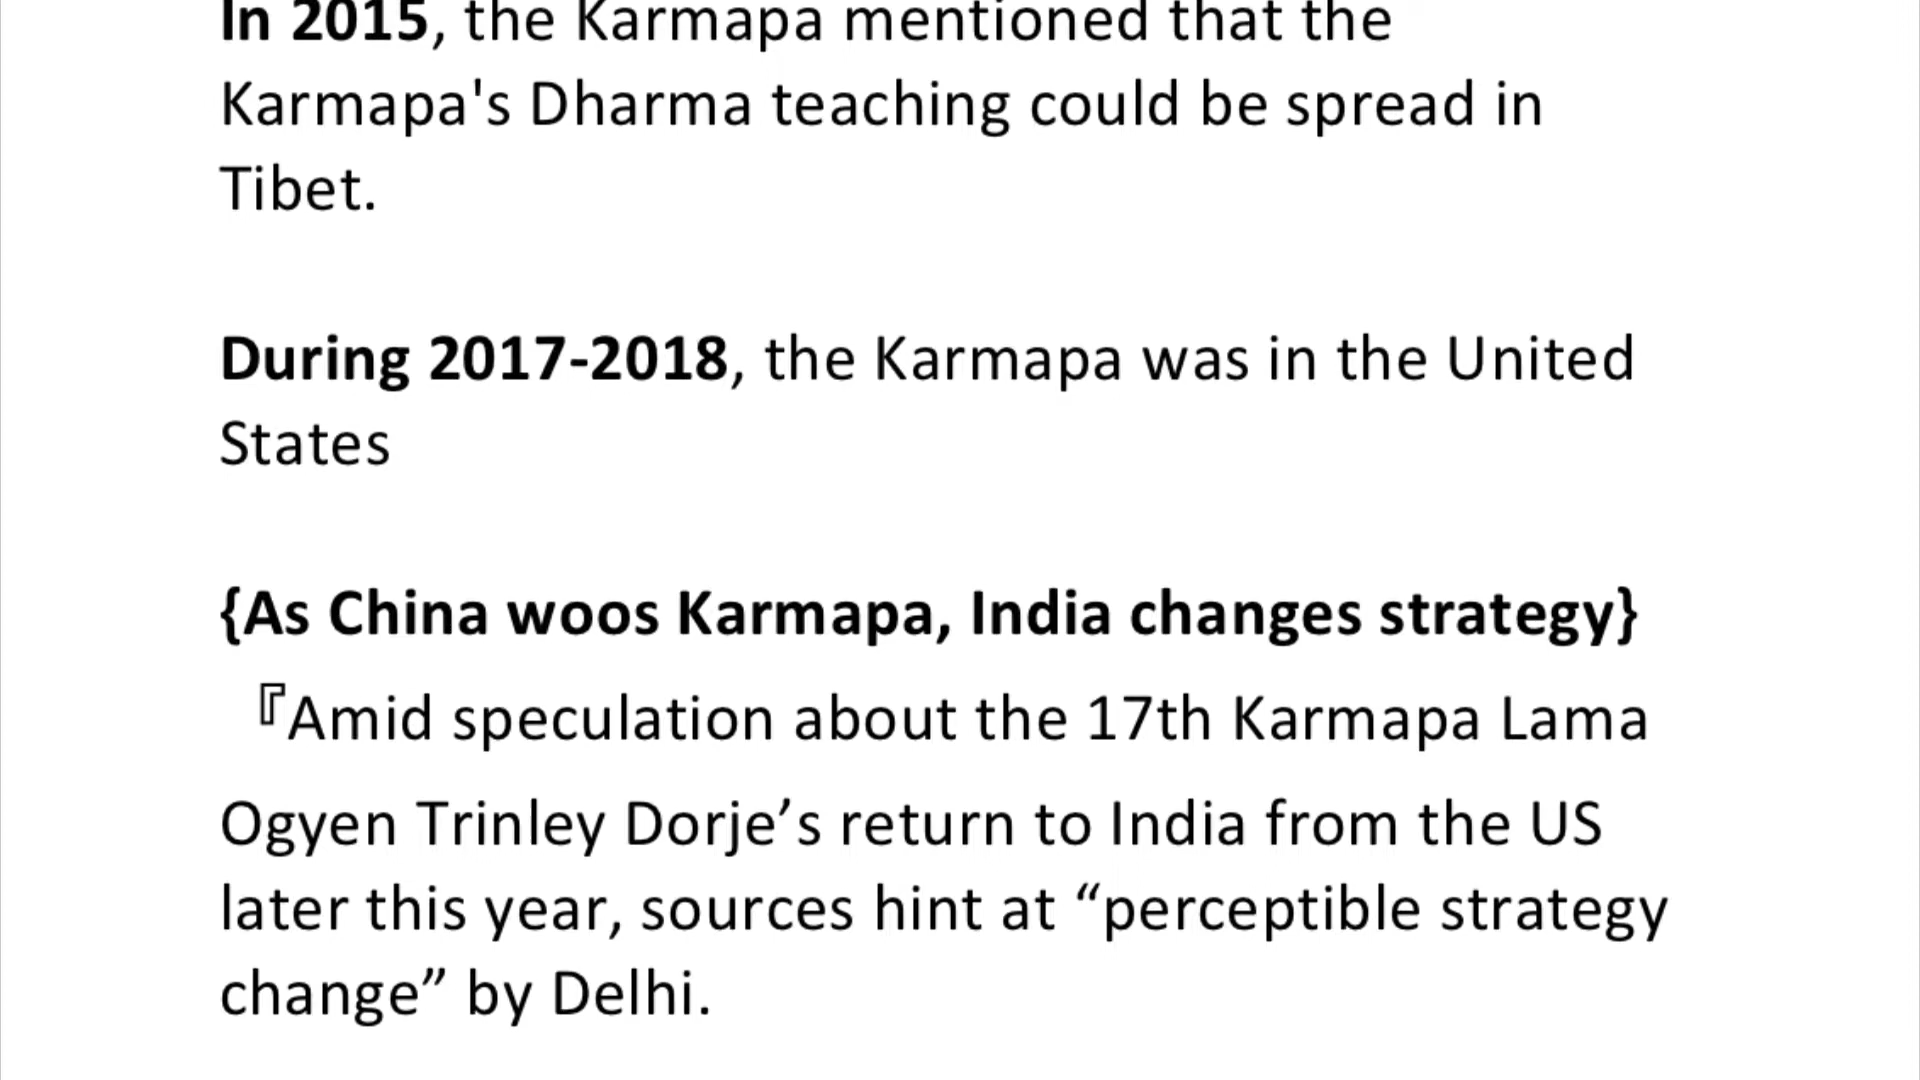 In 2015, the Karmapa mentioned that the
Karmapa's Dharma teaching could be spread in
Tibet.
During 2017-2018, the Karmapa was in the United
States
{As China woos Karmapa, India changes strategy}
『Amid speculation about the 17th Karmapa Lama
Ogyen Trinley Dorje’s return to India from the US
later this year, sources hint at “perceptible strategy
change” by Delhi.